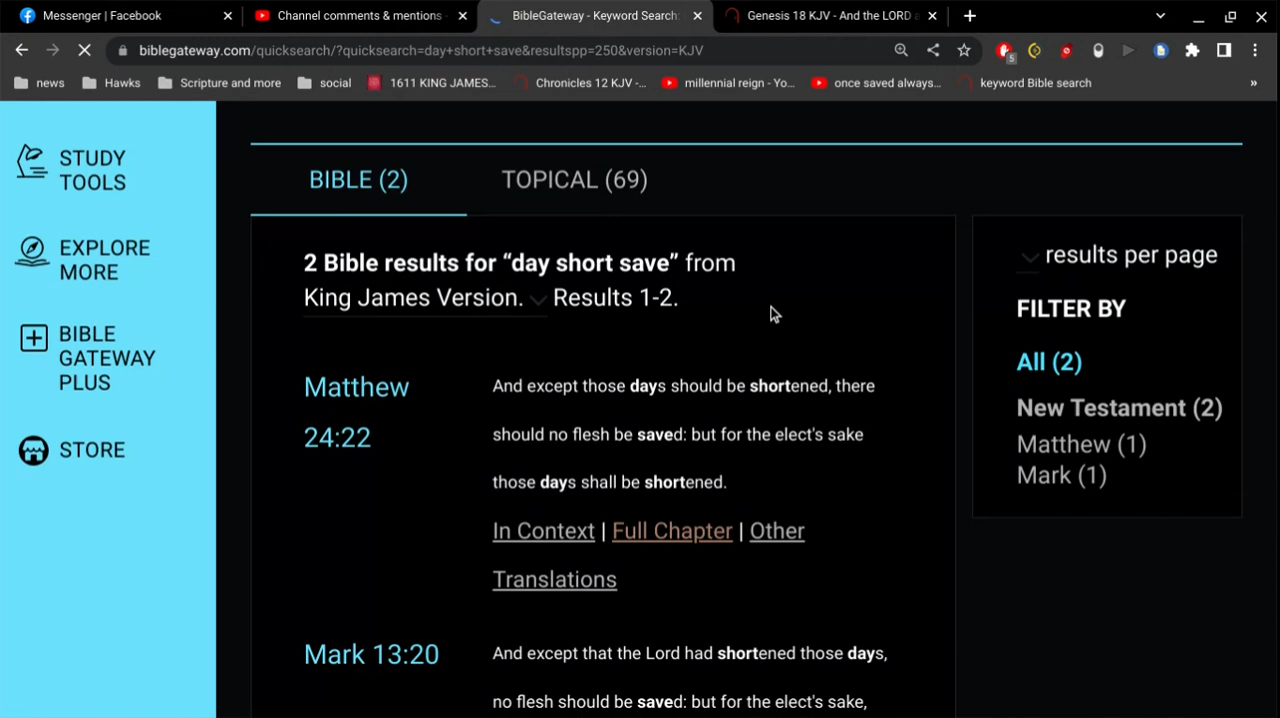 Messenger | Facebook
Channel comments & mentions -
BibleGateway - Keyword Search:
Genesis 18 KJV - And the LORD a
biblegateway.com/quicksearch/?quicksearch=day+short+save&resultspp=250&version=KJV
5
news
Hawks
Scripture and more
social
1611 KING JAMES...
Chronicles 12 KJV -...
millennial reign - Yo...
once saved always...
keyword Bible search
»
STUDY
TOOLS
EXPLORE
MORE
BIBLE
GATEWAY
PLUS
STORE
BIBLE (2)
TOPICAL (69)
2 Bible results for “day short save” from
King James Version. Results 1-2.
Matthew
24:22
And except those days should be shortened, there
should no flesh be saved: but for the elect's sake
those days shall be shortened.
In Context | Full Chapter | Other
Translations
Mark 13:20
And except that the Lord had shortened those days,
no flesh should be saved: but for the elect's sake,
results per page
FILTER BY
All (2)
New Testament (2)
Matthew (1)
Mark (1)